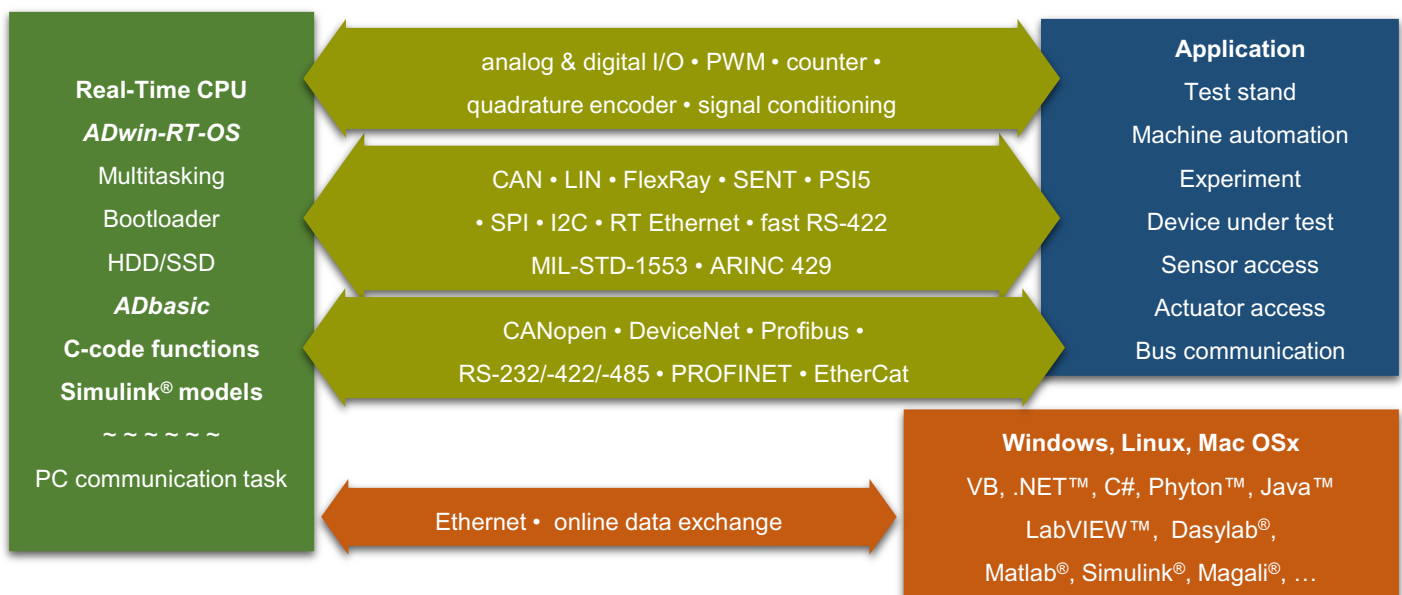 Real-Time CPU
ADwin-RT-OS
Multitasking
Bootloader
HDD/SSD
ADbasic
C-code functions
Simulink® models
~ ~ ~ ~ ~ ~
PC communication task
analog & digital I/O • PWM • counter •
quadrature encoder • signal conditioning
CAN • LIN • FlexRay • SENT • PSI5
• SPI • I2C • RT Ethernet • fast RS-422
MIL-STD-1553 • ARINC 429
CANopen • DeviceNet • Profibus •
RS-232/-422/-485 • PROFINET • EtherCat
Ethernet • online data exchange
Application
Test stand
Machine automation
Experiment
Device under test
Sensor access
Actuator access
Bus communication
Windows, Linux, Mac OSx
VB, .NET™, C#, Phyton™, Java™
LabVIEW™, Dasylab®,
Matlab®, Simulink®, Magali®, …